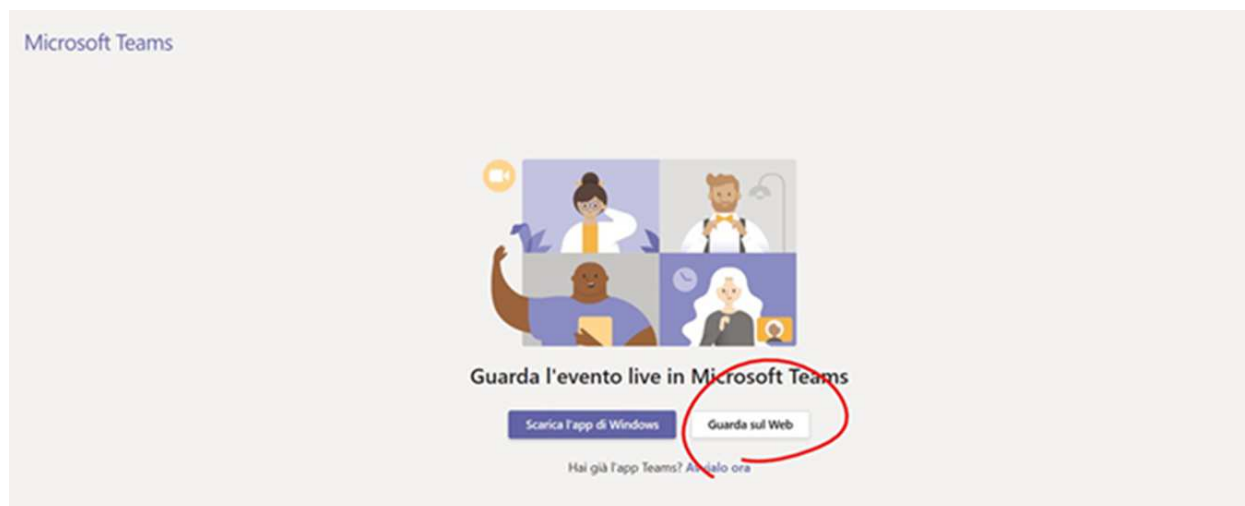 Microsoft Teams
Guarda l'evento live in Microsoft Teams
Scarica l'app di Windows
Guarda sul Web
Hai già l'app Teams? Avvialo ora